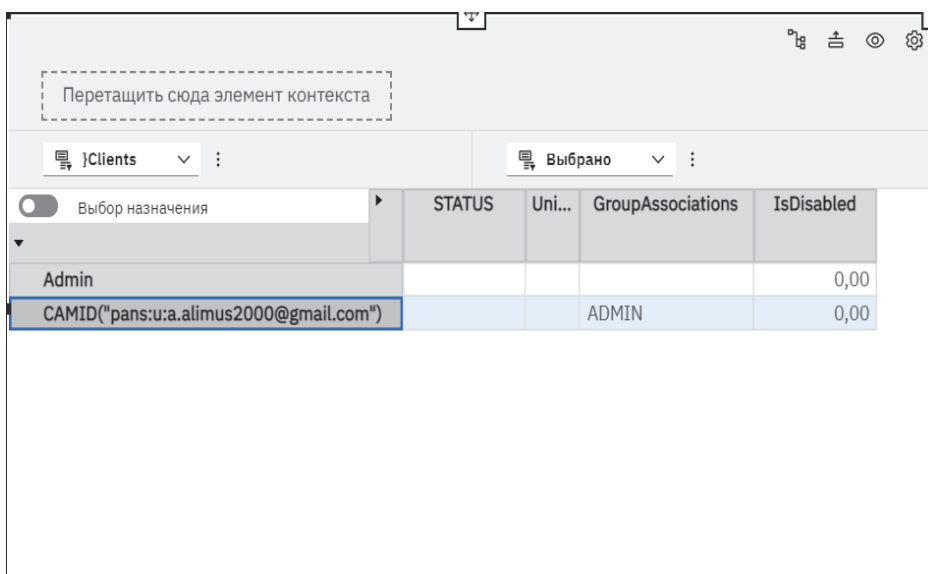 Перетащить сюда элемент контекста
}Clients
Выбрано
Выбор назначения
STATUS Uni... GroupAssociations IsDisabled
Admin 0,00
CAMID("pans:u:a.alimus2000@gmail.com") ADMIN 0,00